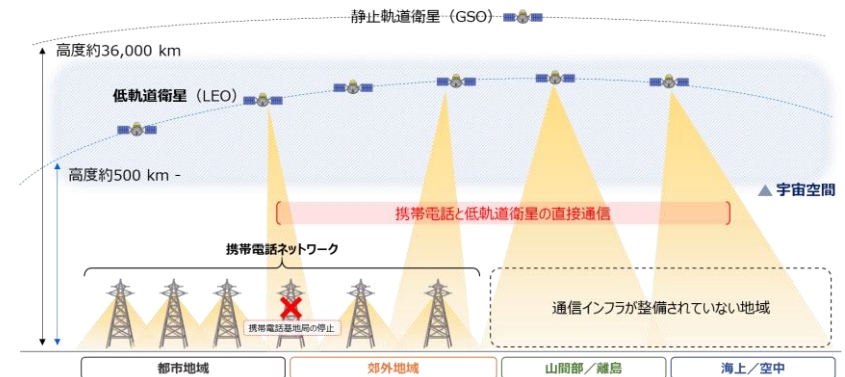 静止軌道衛星（GSO）
高度約36,000 km
低軌道衛星（LEO）
高度約500 km -
宇宙空間
携帯電話と低軌道衛星の直接通信
携帯電話ネットワーク
携帯電話基地局の停止
通信インフラが整備されていない地域
都市地域
郊外地域
山間部／離島
海上／空中